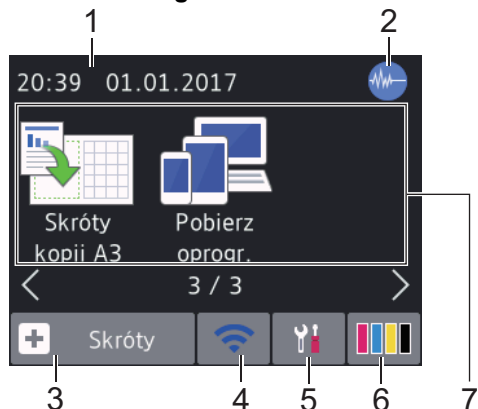 1
2
20:39 01.01.2017
Skróty
kopii A3
Pobierz
oprogr.
3 / 3
Skróty
3
4
5
6
7